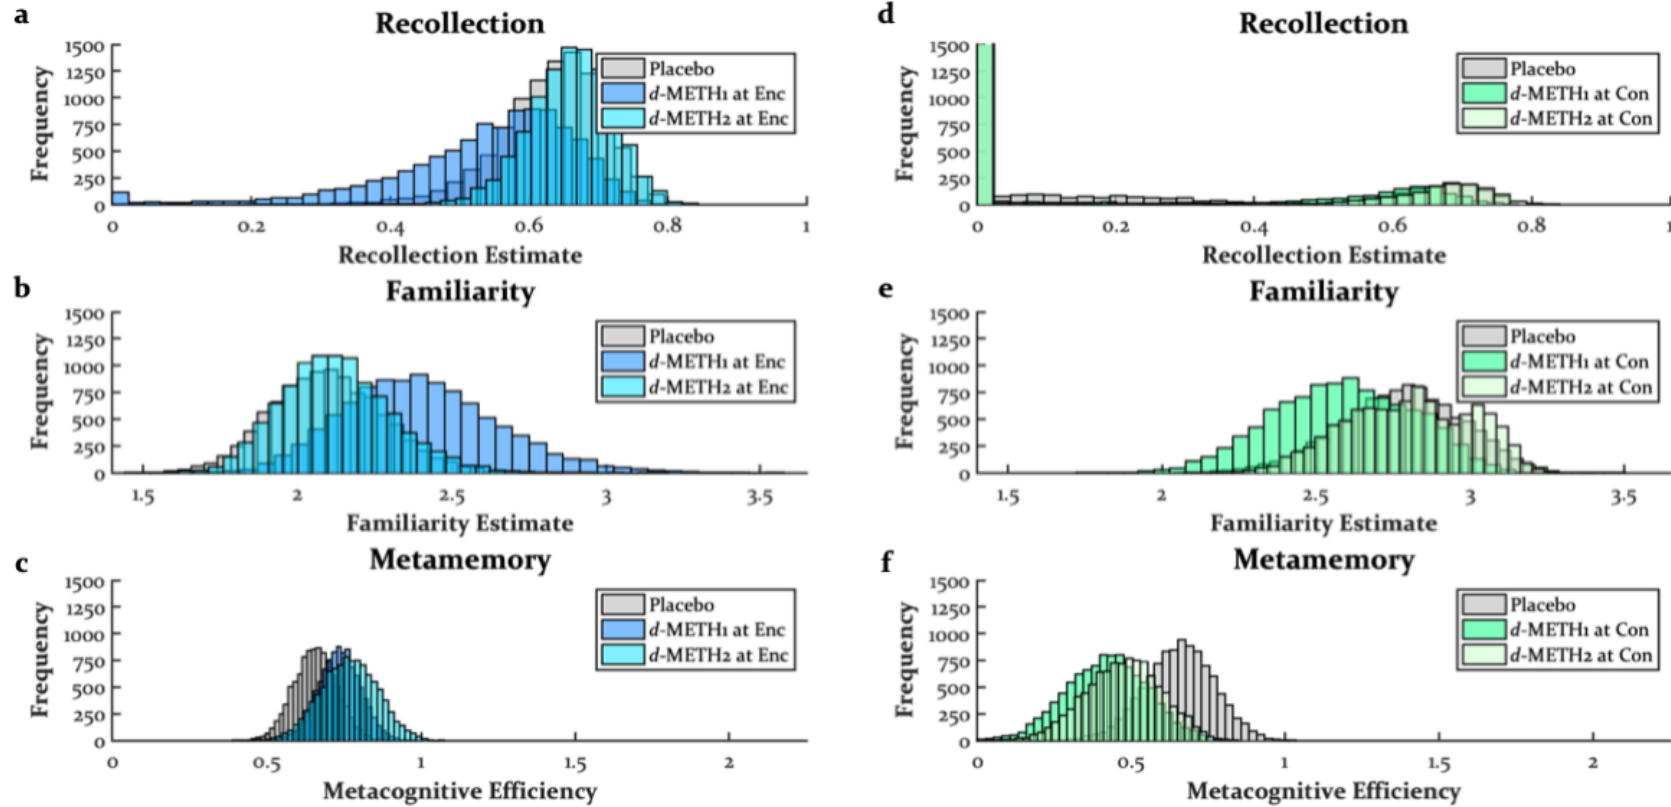 a
Recollection
Frequency
1500
1250
1000
750
500
250
0
Placebo
d-METH1 at Enc
d-METH2 at Enc
0 0.2 0.4 0.6 0.8 1
Recollection Estimate
b
Familiarity
Frequency
1500
1250
1000
750
500
250
0
Placebo
d-METH1 at Enc
d-METH2 at Enc
1.5 2 2.5 3 3.5
Familiarity Estimate
c
Metamemory
Frequency
1500
1250
1000
750
500
250
0
Placebo
d-METH1 at Enc
d-METH2 at Enc
0 0.5 1 1.5 2
Metacognitive Efficiency
d
Recollection
Frequency
1500
1250
1000
750
500
250
0
Placebo
d-METH1 at Con
d-METH2 at Con
0 0.2 0.4 0.6 0.8 1
Recollection Estimate
e
Familiarity
Frequency
1500
1250
1000
750
500
250
0
Placebo
d-METH1 at Con
d-METH2 at Con
1.5 2 2.5 3 3.5
Familiarity Estimate
f
Metamemory
Frequency
1500
1250
1000
750
500
250
0
Placebo
d-METH1 at Con
d-METH2 at Con
0 0.5 1 1.5 2
Metacognitive Efficiency